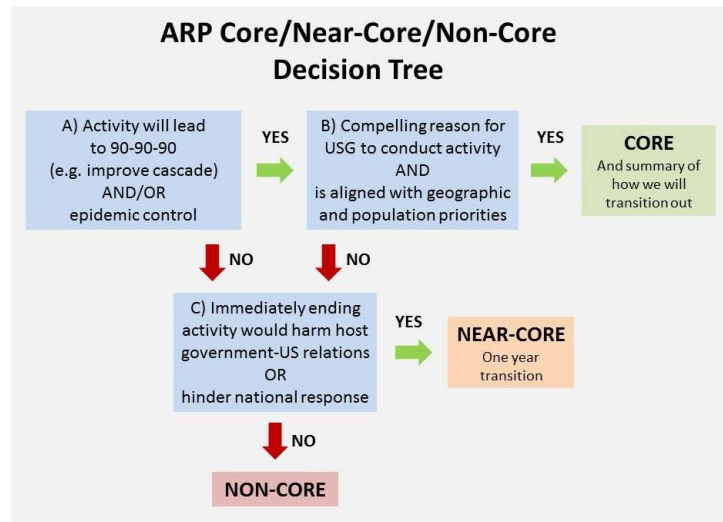 ARP Core/Near-Core/Non-Core
Decision Tree
A) Activity will lead
to 90-90-90
(e.g. improve cascade)
AND/OR
epidemic control
YES
B) Compelling reason for
USG to conduct activity
AND
is aligned with geographic
and population priorities
YES
CORE
And summary of
how we will
transition out
NO
NO
C) Immediately ending
activity would harm host
government-US relations
OR
hinder national response
YES
NEAR-CORE
One year
transition
NO
NON-CORE